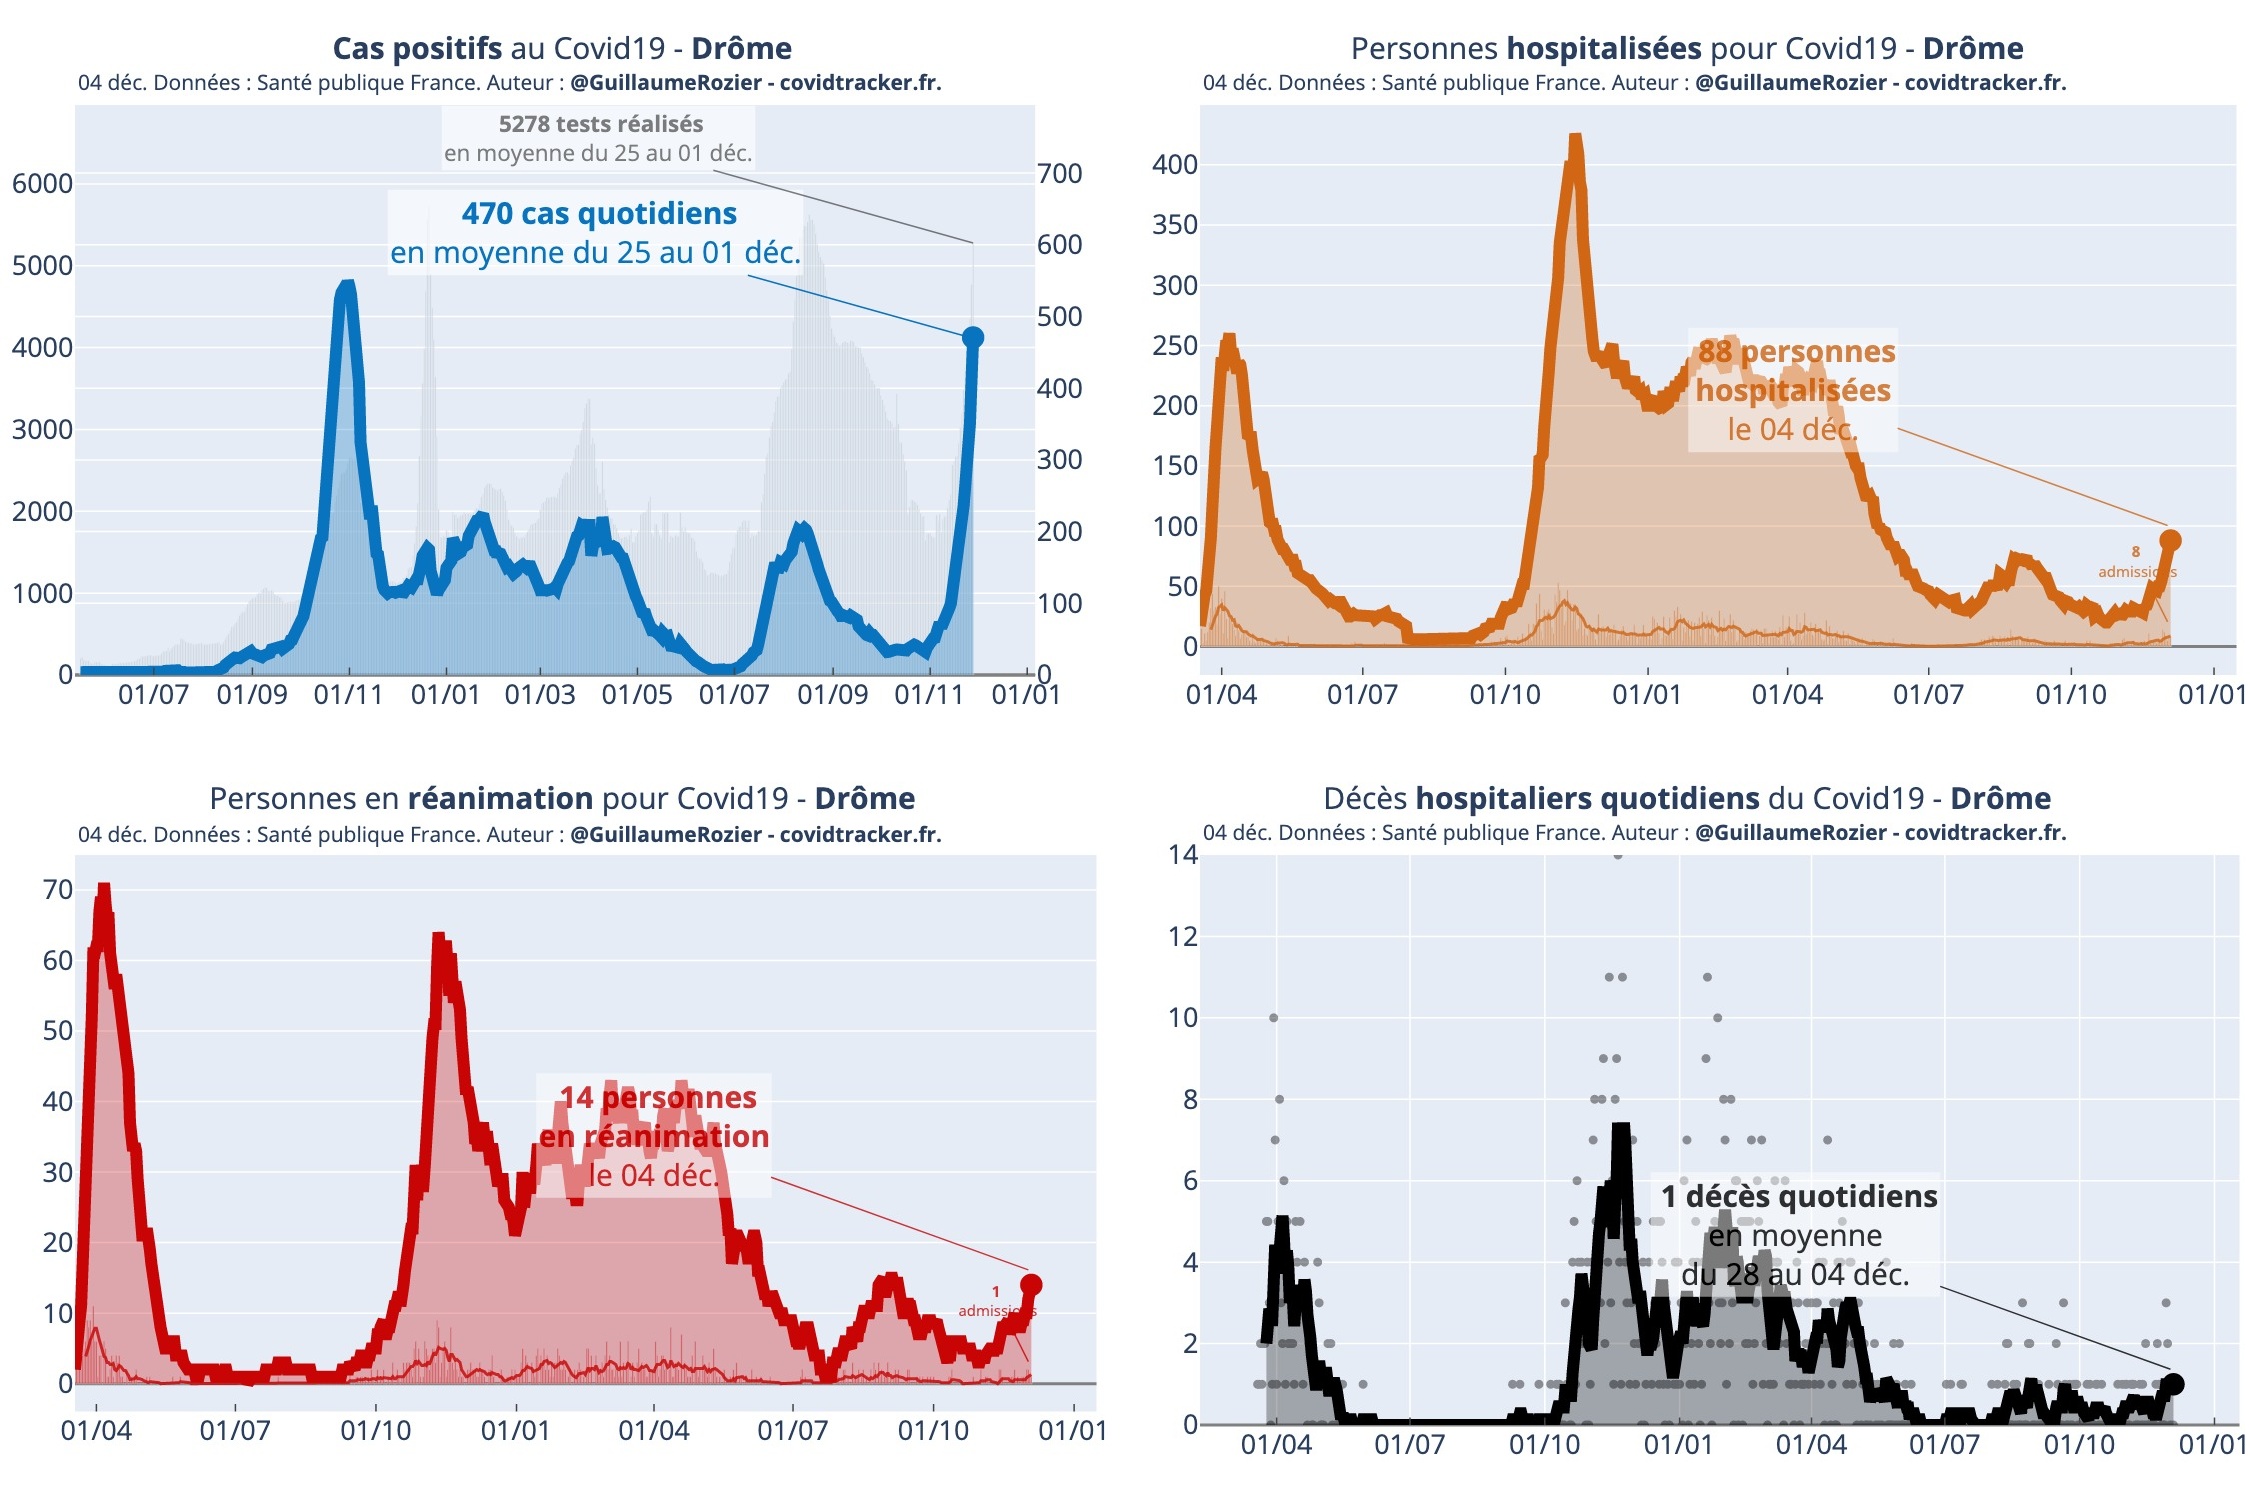 Cas positifs au Covid19 - Drôme
04 déc. Données : Santé publique France. Auteur : @GuillaumeRozier - covidtracker.fr.
5278 tests réalisés
en moyenne du 25 au 01 déc.
470 cas quotidiens
en moyenne du 25 au 01 déc.
6000
5000
4000
3000
2000
1000
0
700
600
500
400
300
200
100
0
01/07 01/09 01/11 01/01 01/03 01/05 01/07 01/09 01/11 01/01
Personnes hospitalisées pour Covid19 - Drôme
04 déc. Données : Santé publique France. Auteur : @GuillaumeRozier - covidtracker.fr.
400
350
300
250
200
150
100
50
0
88 personnes
hospitalisées
le 04 déc.
8
admissions
01/04 01/07 01/10 01/01 01/04 01/07 01/10 01/01
Personnes en réanimation pour Covid19 - Drôme
04 déc. Données : Santé publique France. Auteur : @GuillaumeRozier - covidtracker.fr.
70
60
50
40
30
20
10
0
14 personnes
en réanimation
le 04 déc.
1
admissions
01/04 01/07 01/10 01/01 01/04 01/07 01/10 01/01
Décès hospitaliers quotidiens du Covid19 - Drôme
04 déc. Données : Santé publique France. Auteur : @GuillaumeRozier - covidtracker.fr.
14
12
10
8
6
4
2
0
1 décès quotidiens
en moyenne
du 28 au 04 déc.
01/04 01/07 01/10 01/01 01/04 01/07 01/10 01/01